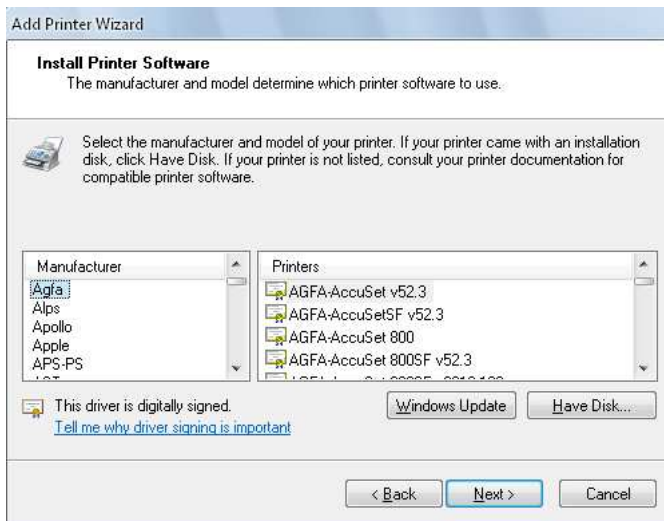 Add Printer Wizard
Install Printer Software
The manufacturer and model determine which printer software to use.
Select the manufacturer and model of your printer. If your printer came with an installation
disk, click Have Disk. If your printer is not listed, consult your printer documentation for
compatible printer software.
Manufacturer
Agfa
Alps
Apollo
Apple
APS-PS
Printers
AGFA-AccuSet v52.3
AGFA-AccuSetSF v52.3
AGFA-AccuSet 800
AGFA-AccuSet 800SF v52.3
This driver is digitally signed.
Tell me why driver signing is important
Windows Update
Have Disk...
< Back
Next >
Cancel